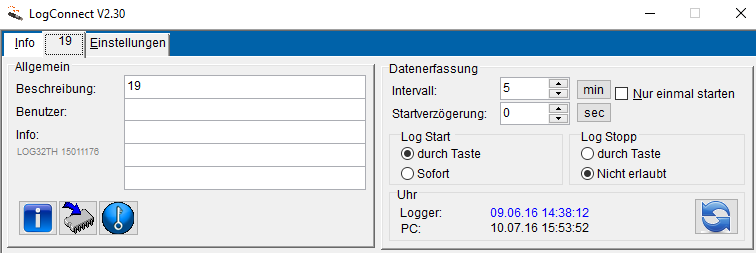 LogConnect V2.30
Info
19
Einstellungen
Allgemein
Beschreibung:
19
Benutzer:
Info:
LOG32TH 15011176
Datenerfassung
Intervall:
5
min
Nur einmal starten
Startverzögerung:
0
sec
Log Start
durch Taste
Sofort
Log Stopp
durch Taste
Nicht erlaubt
Uhr
Logger: 09.06.16 14:38:12
PC: 10.07.16 15:53:52